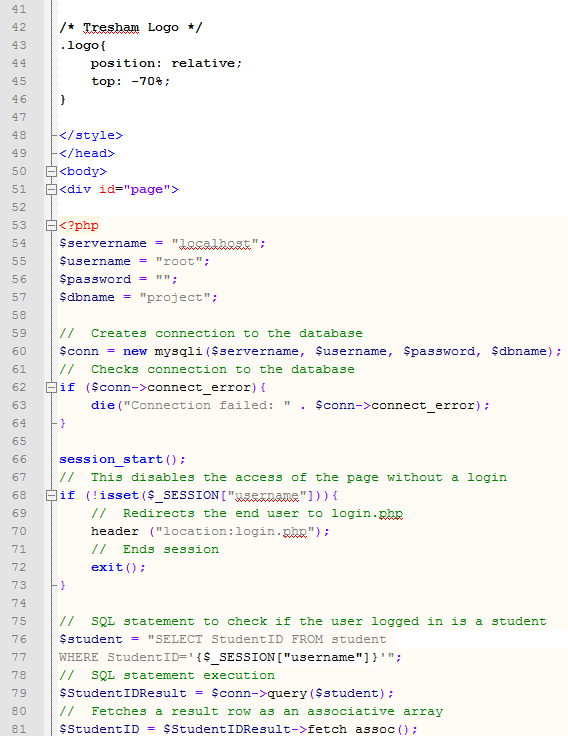 41
42 /* Tresham Logo */
43 .logo{
44 position: relative;
45 top: -70%;
46 }
47
48 </style>
49 </head>
50 <body>
51 <div id="page">
52
53 <?php
54 $servername = "localhost";
55 $username = "root";
56 $password = "";
57 $dbname = "project";
58
59 // Creates connection to the database
60 $conn = new mysqli($servername, $username, $password, $dbname);
61 // Checks connection to the database
62 if ($conn->connect_error){
63 die("Connection failed: " . $conn->connect_error);
64 }
65
66 session_start();
67 // This disables the access of the page without a login
68 if (!isset($_SESSION["username"])){
69 // Redirects the end user to login.php
70 header ("location:login.php");
71 // Ends session
72 exit();
73 }
74
75 // SQL statement to check if the user logged in is a student
76 $student = "SELECT StudentID FROM student
77 WHERE StudentID='{$_SESSION["username"]}'";
78 // SQL statement execution
79 $StudentIDResult = $conn->query($student);
80 // Fetches a result row as an associative array
81 $StudentID = $StudentIDResult->fetch_assoc();